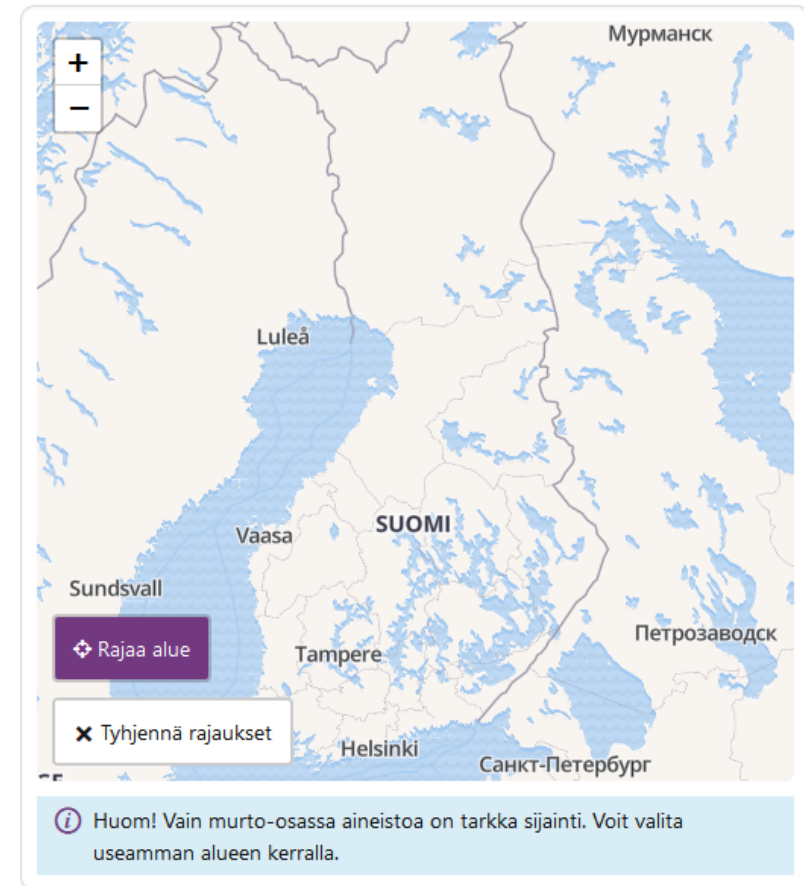 Мурманск
+
−
Luleå
SUOMI
Vaasa
Sundsvall
Петрозаводск
Rajaa alue
Tampere
Tyhjennä rajaukset
Helsinki
Санкт-Петербург
Huom! Vain murto-osassa aineistoa on tarkka sijainti. Voit valita
useamman alueen kerralla.